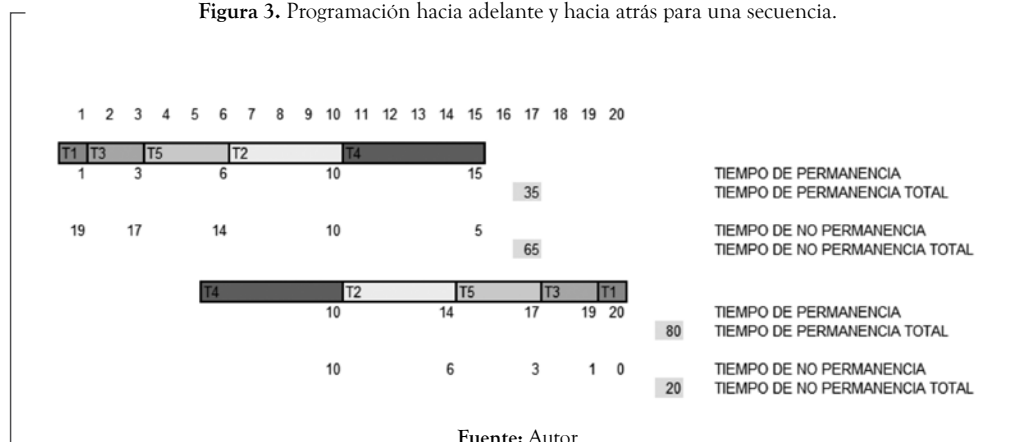 Figura 3. Programación hacia adelante y hacia atrás para una secuencia.
1 2 3 4 5 6 7 8 9 10 11 12 13 14 15 16 17 18 19 20
T1 T3 T5 T2 T4
1 3 6 10 15 TIEMPO DE PERMANENCIA
35 TIEMPO DE PERMANENCIA TOTAL
19 17 14 10 5 TIEMPO DE NO PERMANENCIA
65 TIEMPO DE NO PERMANENCIA TOTAL
T4 T2 T5 T3 T1
10 14 17 19 20 TIEMPO DE PERMANENCIA
80 TIEMPO DE PERMANENCIA TOTAL
10 6 3 1 0 TIEMPO DE NO PERMANENCIA
20 TIEMPO DE NO PERMANENCIA TOTAL
Fuente: Autor